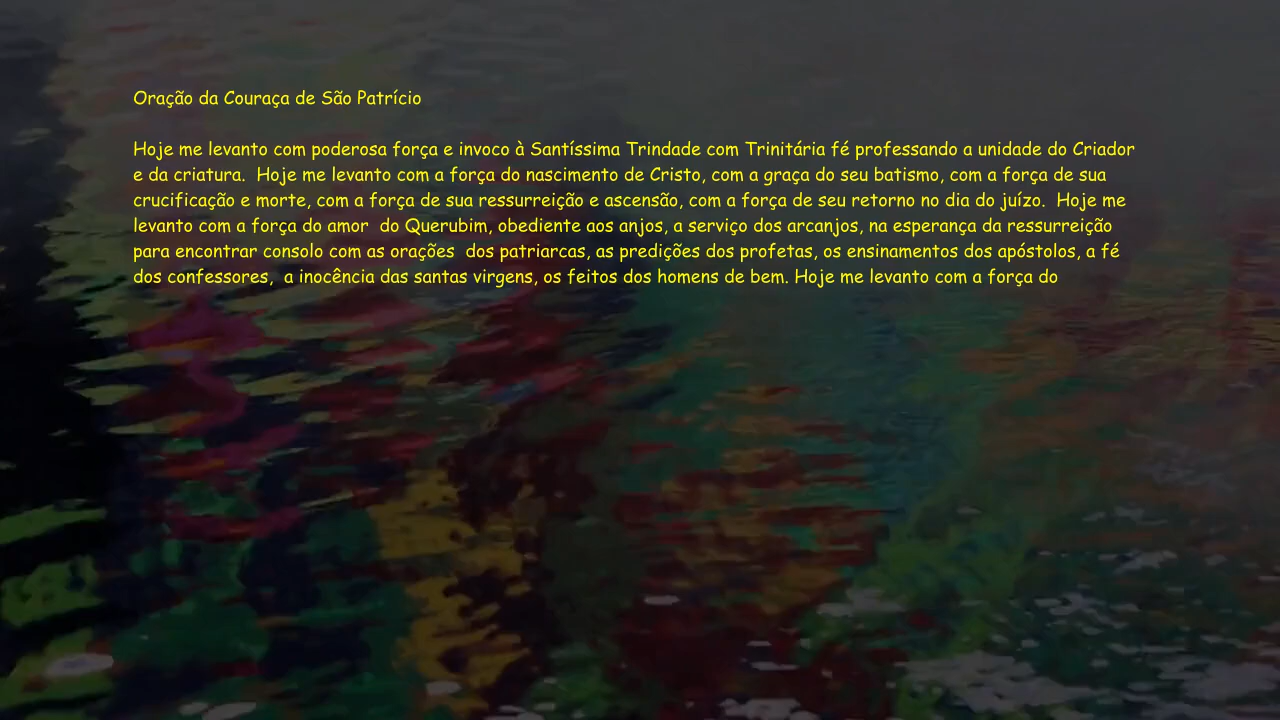 Oração da Couraça de São Patrício
Hoje me levanto com poderosa força e invoco à Santíssima Trindade com Trinitária fé professando a unidade do Criador
e da criatura.  Hoje me levanto com a força do nascimento de Cristo, com a graça do seu batismo, com a força de sua
crucificação e morte, com a força de sua ressurreição e ascensão, com a força de seu retorno no dia do juízo.  Hoje me
levanto com a força do amor  do Querubim, obediente aos anjos, a serviço dos arcanjos, na esperança da ressurreição
para encontrar consolo com as orações  dos patriarcas, as predições dos profetas, os ensinamentos dos apóstolos, a fé
dos confessores,  a inocência das santas virgens, os feitos dos homens de bem. Hoje me levanto com a força do